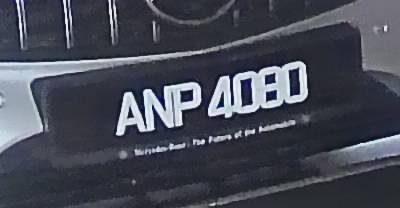 ANP 4080
Mercedes-Benz: The Future of the Automobile